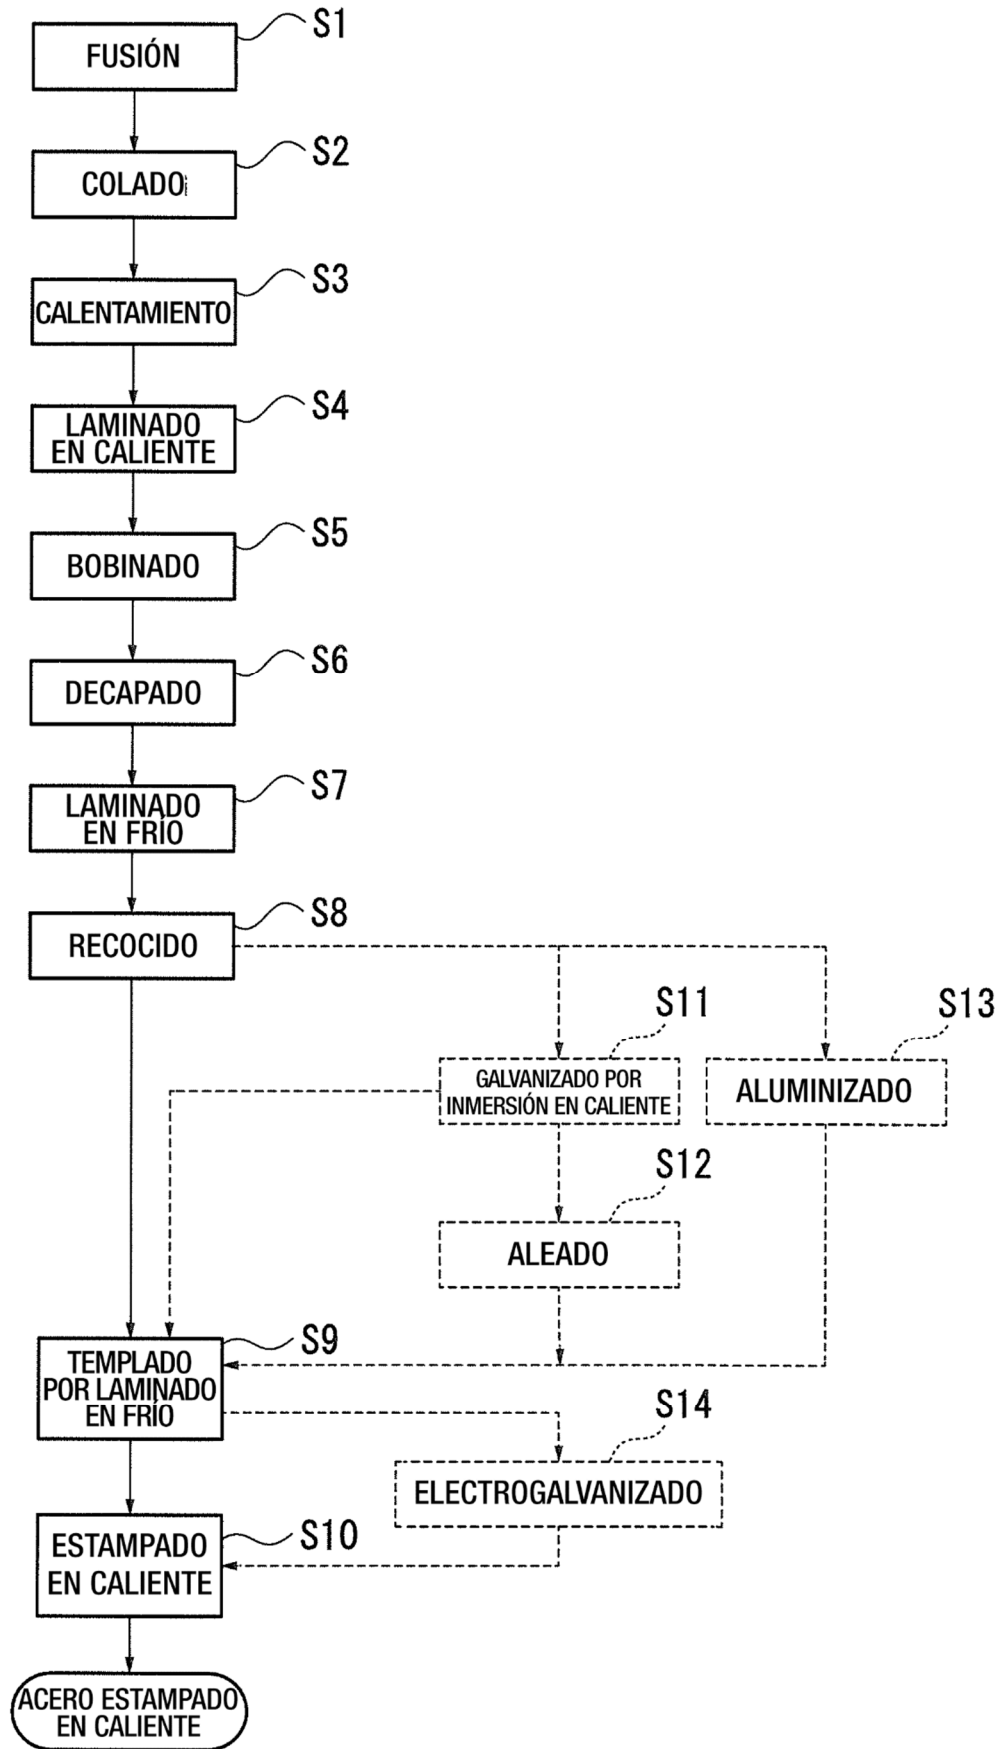 S1
FUSIÓN
S2
COLADO
S3
CALENTAMIENTO
S4
LAMINADO
EN CALIENTE
S5
BOBINADO
S6
DECAPADO
S7
LAMINADO
EN FRÍO
S8
RECOCIDO
S11
GALVANIZADO POR
INMERSIÓN EN CALIENTE
S13
ALUMINIZADO
S12
ALEADO
S9
TEMPLADO
POR LAMINADO
EN FRÍO
S14
ELECTROGALVANIZADO
S10
ESTAMPADO
EN CALIENTE
ACERO ESTAMPADO
EN CALIENTE